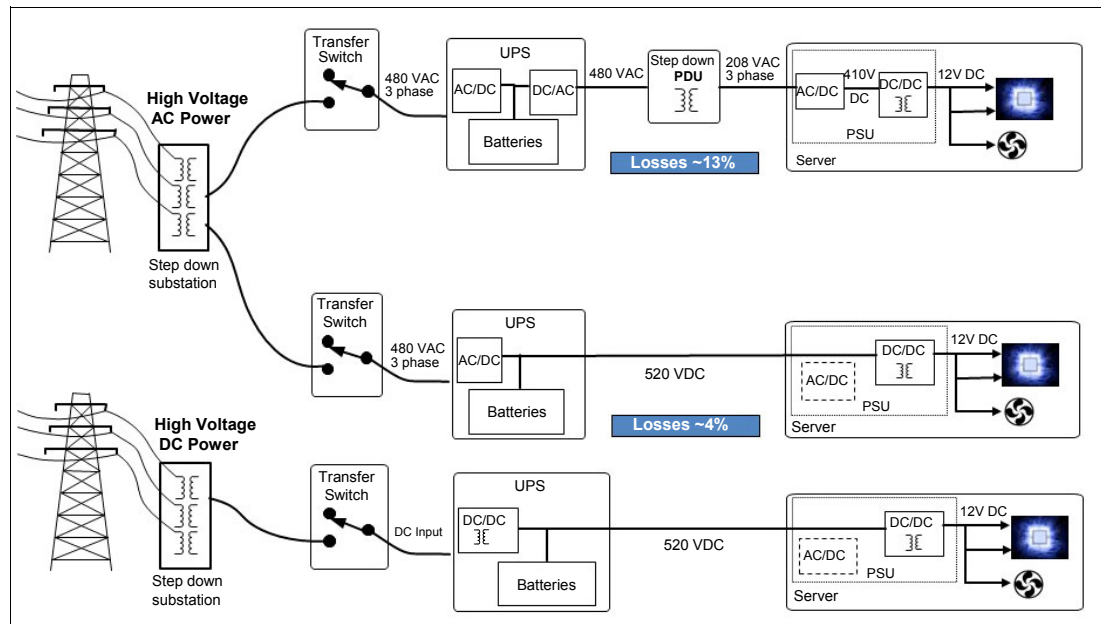 High Voltage
AC Power
Step down
substation
Transfer
Switch
480 VAC
3 phase
UPS
AC/DC
DC/AC
Batteries
480 VAC
Step down
PDU
208 VAC
3 phase
Losses ~13%
AC/DC
410V
DC
DC/DC
PSU
12V DC
Server
Transfer
Switch
480 VAC
3 phase
UPS
AC/DC
Batteries
520 VDC
Losses ~4%
AC/DC
DC/DC
PSU
12V DC
Server
High Voltage
DC Power
Step down
substation
Transfer
Switch
DC Input
UPS
DC/DC
Batteries
520 VDC
AC/DC
DC/DC
PSU
12V DC
Server